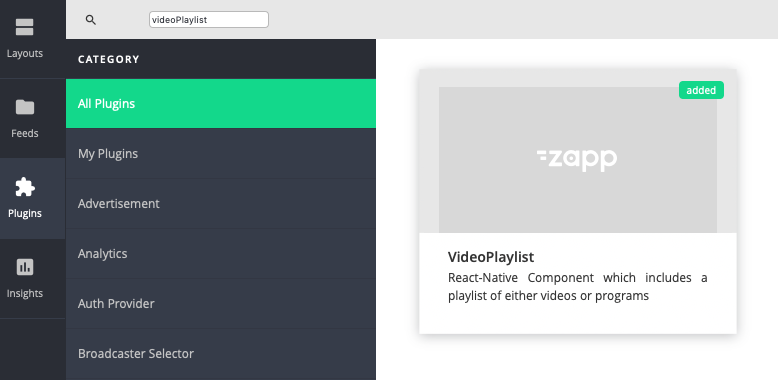 videoPlaylist
Layouts
Feeds
Plugins
Insights
CATEGORY
All Plugins
My Plugins
Advertisement
Analytics
Auth Provider
Broadcaster Selector
added
zapp
VideoPlaylist
React-Native Component which includes a
playlist of either videos or programs